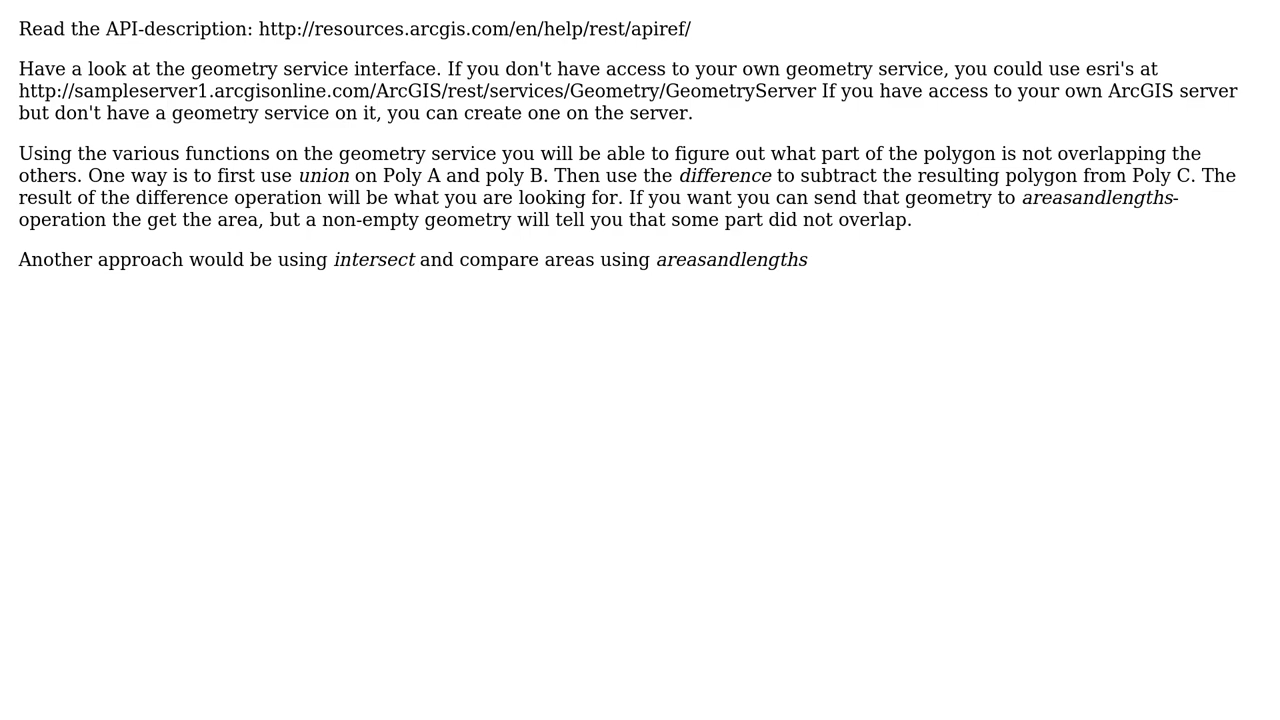 Read the API-description: http://resources.arcgis.com/en/help/rest/apiref/
Have a look at the geometry service interface. If you don't have access to your own geometry service, you could use esri's at
http://sampleserver1.arcgisonline.com/ArcGIS/rest/services/Geometry/GeometryServer If you have access to your own ArcGIS server
but don't have a geometry service on it, you can create one on the server.
Using the various functions on the geometry service you will be able to figure out what part of the polygon is not overlapping the
others. One way is to first use union on Poly A and poly B. Then use the difference to subtract the resulting polygon from Poly C. The
result of the difference operation will be what you are looking for. If you want you can send that geometry to areasandlengths-
operation the get the area, but a non-empty geometry will tell you that some part did not overlap.
Another approach would be using intersect and compare areas using areasandlengths